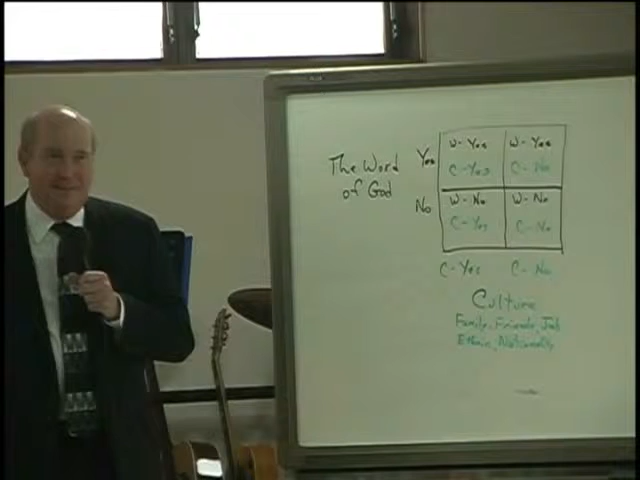 The Word
of God
Yes
W-Yes W-Yes
C-Yes C-No
No
W-No W-No
C-Yes C-No
C-Yes C-No
Culture
Family, Friends, Job
Ethnic, Nationality